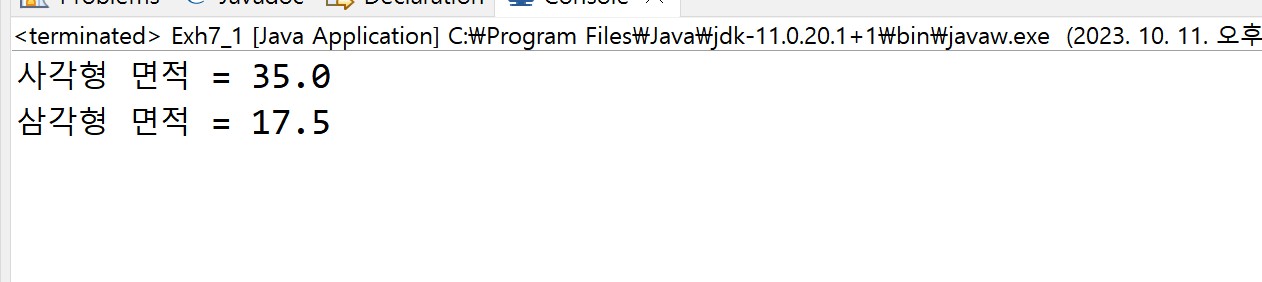 Problems Javadoc Declaration Console
<terminated> Exh7_1 [Java Application] C:₩Program Files₩Java₩jdk-11.0.20.1+1₩bin₩javaw.exe (2023. 10. 11. 오후
사각형 면적 = 35.0
삼각형 면적 = 17.5